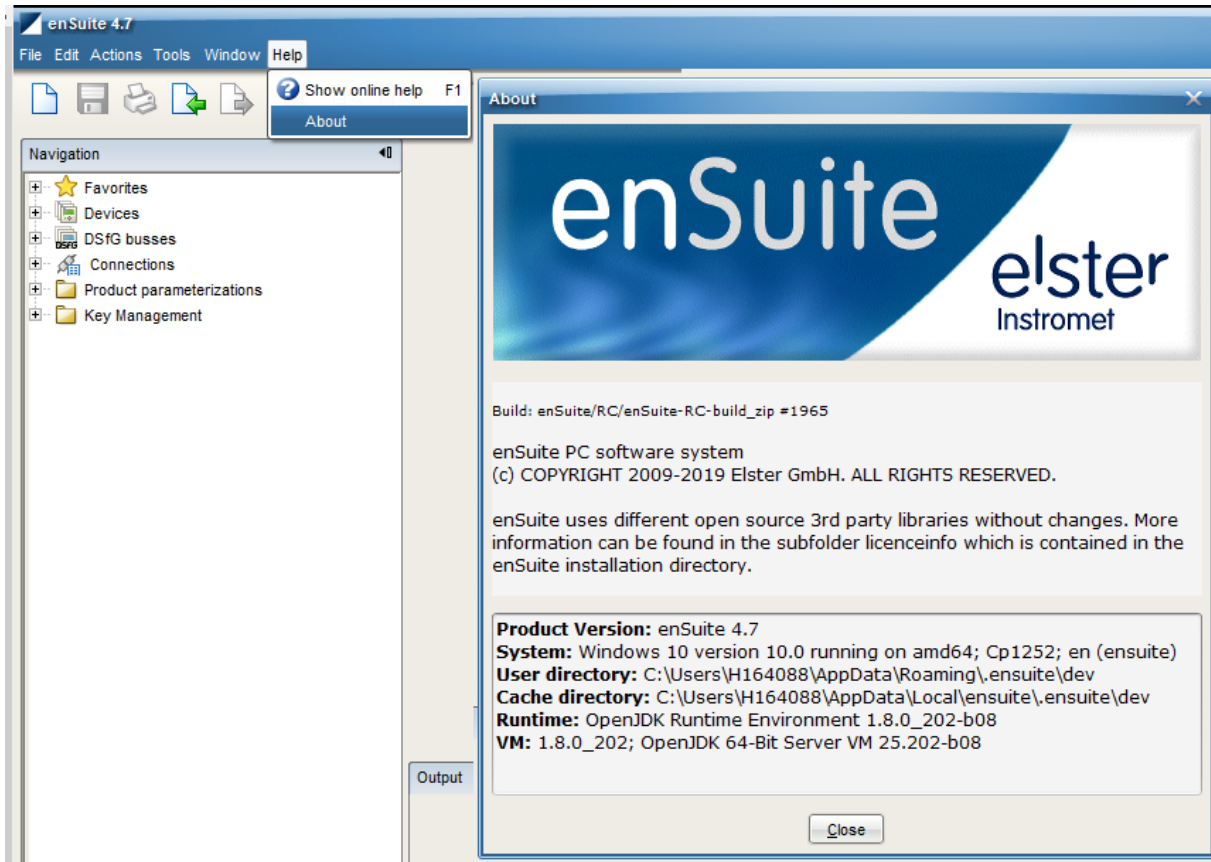 enSuite 4.7
File Edit Actions Tools Window Help
Show online help F1
About
Navigation
Favorites
Devices
DSfG
DSfG busses
Connections
Product parameterizations
Key Management
Output
About
enSuite
elster
Instromet
Build: enSuite/RC/enSuite-RC-build_zip #1965
enSuite PC software system
(c) COPYRIGHT 2009-2019 Elster GmbH. ALL RIGHTS RESERVED.
enSuite uses different open source 3rd party libraries without changes. More
information can be found in the subfolder licenceinfo which is contained in the
enSuite installation directory.
Product Version: enSuite 4.7
System: Windows 10 version 10.0 running on amd64; Cp1252; en (ensuite)
User directory: C:\Users\H164088\AppData\Roaming\.ensuite\dev
Cache directory: C:\Users\H164088\AppData\Local\ensuite\.ensuite\dev
Runtime: OpenJDK Runtime Environment 1.8.0_202-b08
VM: 1.8.0_202; OpenJDK 64-Bit Server VM 25.202-b08
Close